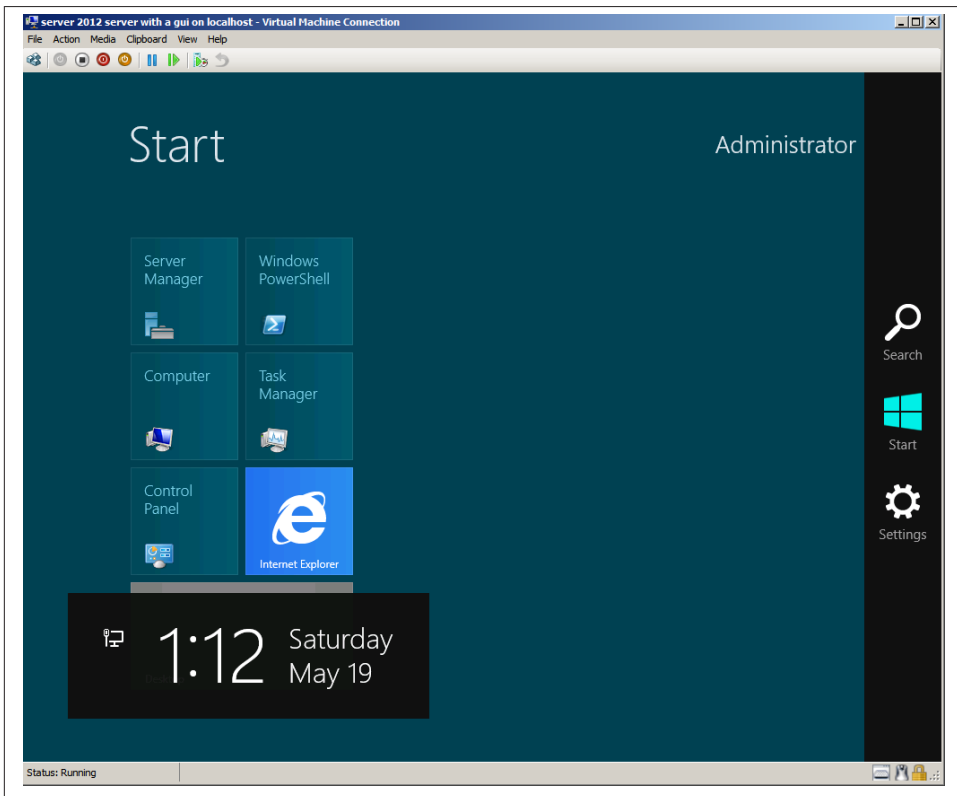 server 2012 server with a gui on localhost - Virtual Machine Connection
File Action Media Clipboard View Help
Start
Administrator
Server
Manager
Windows
PowerShell
Computer
Task
Manager
Control
Panel
Internet Explorer
Search
Start
Settings
1:12
Saturday
May 19
Status: Running